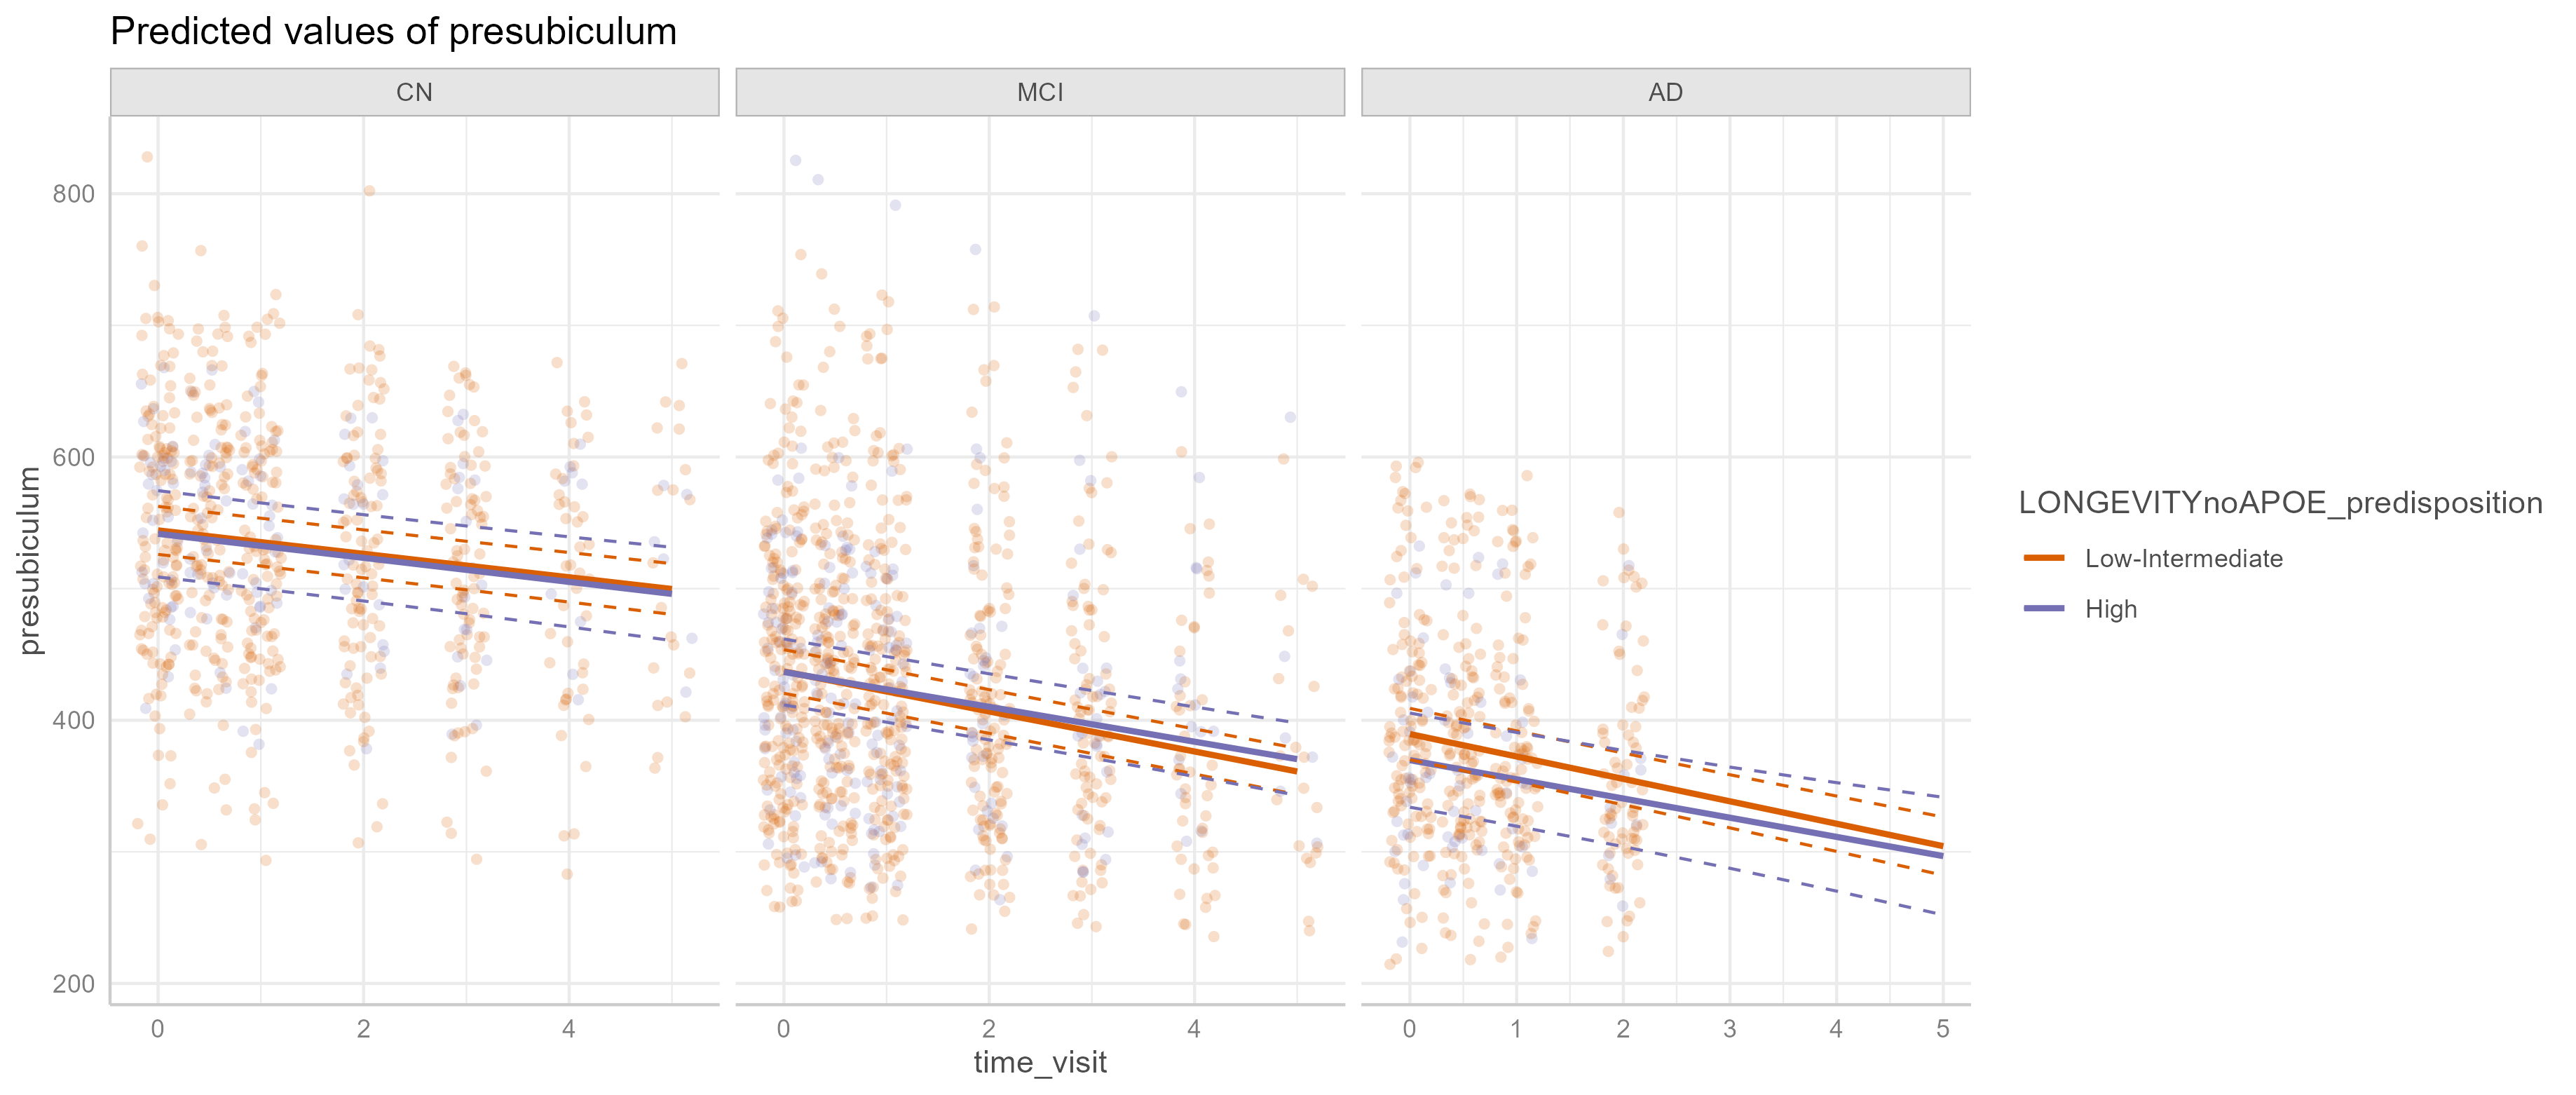 Predicted values of presubiculum
CN
MCI
AD
800
600
400
200
presubiculum
0 2 4
0 2 4
0 1 2 3 4 5
time_visit
LONGEVITYnoAPOE_predisposition
Low-Intermediate
High